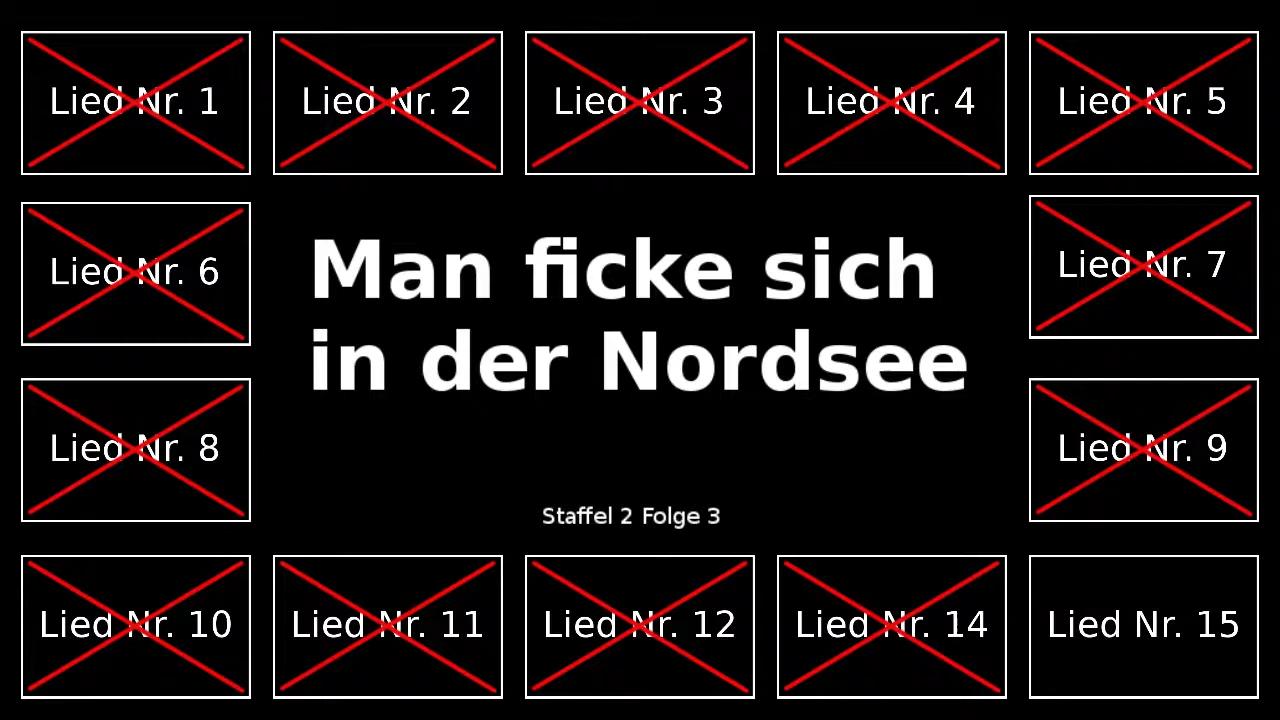 Lied Nr. 1
Lied Nr. 2
Lied Nr. 3
Lied Nr. 4
Lied Nr. 5
Lied Nr. 6
Man ficke sich
in der Nordsee
Lied Nr. 7
Lied Nr. 8
Lied Nr. 9
Staffel 2 Folge 3
Lied Nr. 10
Lied Nr. 11
Lied Nr. 12
Lied Nr. 14
Lied Nr. 15